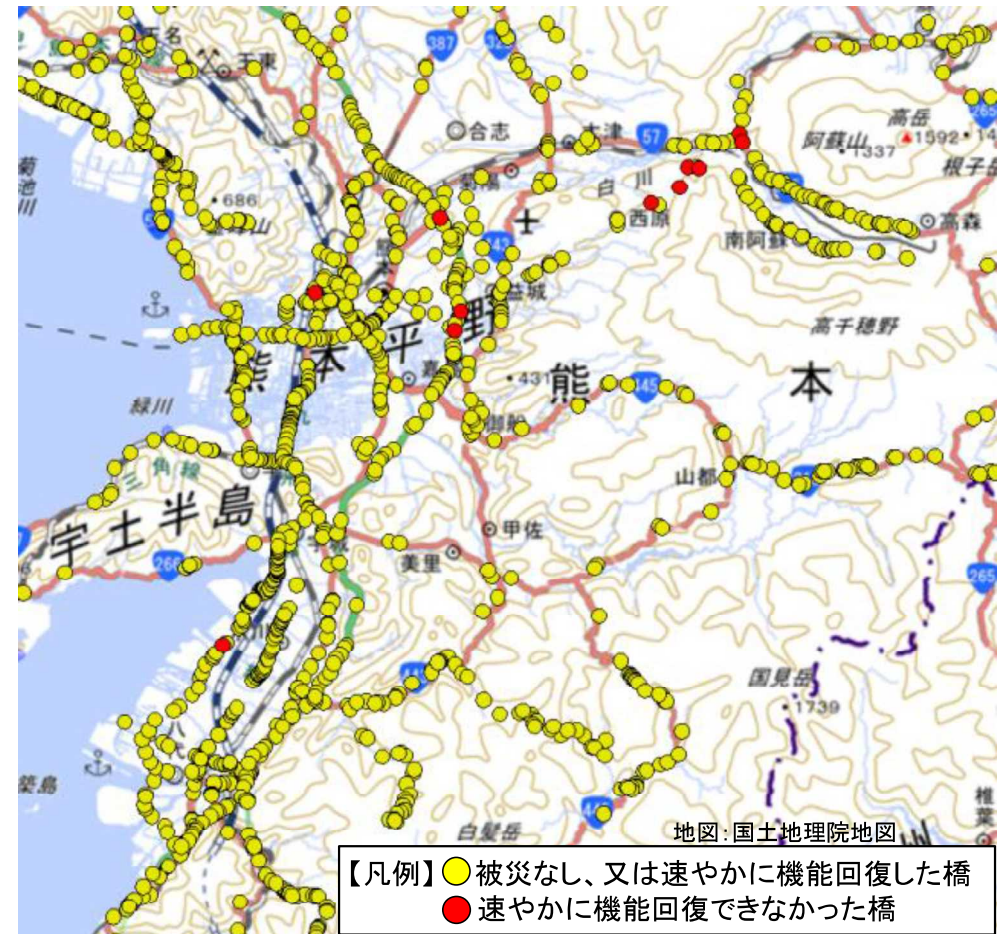 387
玉東
合志
大津
57
高岳
阿蘇山
1592
1337
265
根子岳
菊池川
686
白川
西原
南阿蘇
高森
益城
高千穂野
熊本平野
431
熊本
445
緑川
御船
三角線
山都
宇土半島
甲佐
美里
266
265
国見岳
1739
八代
築島
白髪岳
椎葉
地図：国土地理院地図
【凡例】被災なし、又は速やかに機能回復した橋
速やかに機能回復できなかった橋